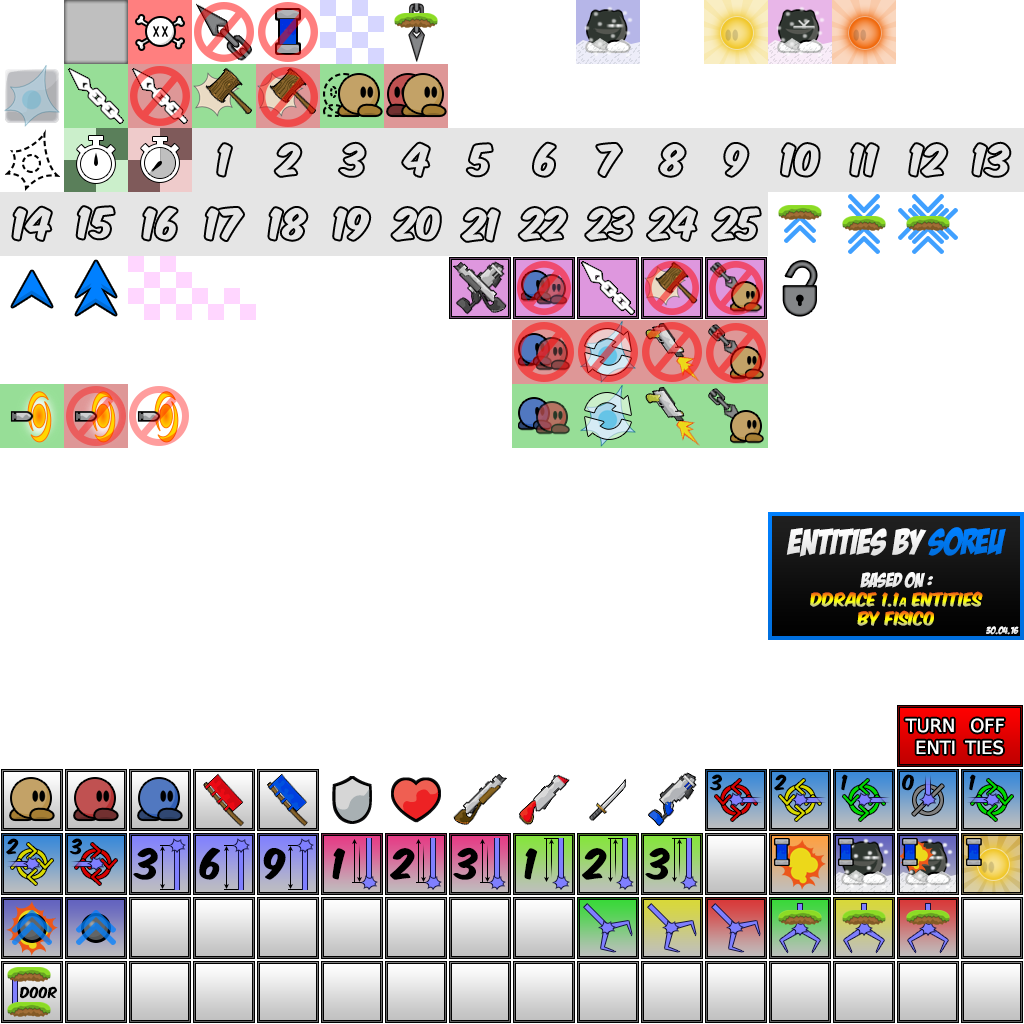 1 2 3 4 5 6 7 8 9 10 11 12 13
14 15 16 17 18 19 20 21 22 23 24 25
ENTITIES BY SOREU
BASED ON :
DDRACE 1.1A ENTITIES
BY FISICO
30.04.16
TURN OFF
ENTI TIES
3 2 1 0 1
2 3 3 6 9 1 2 3 1 2 3
DOOR